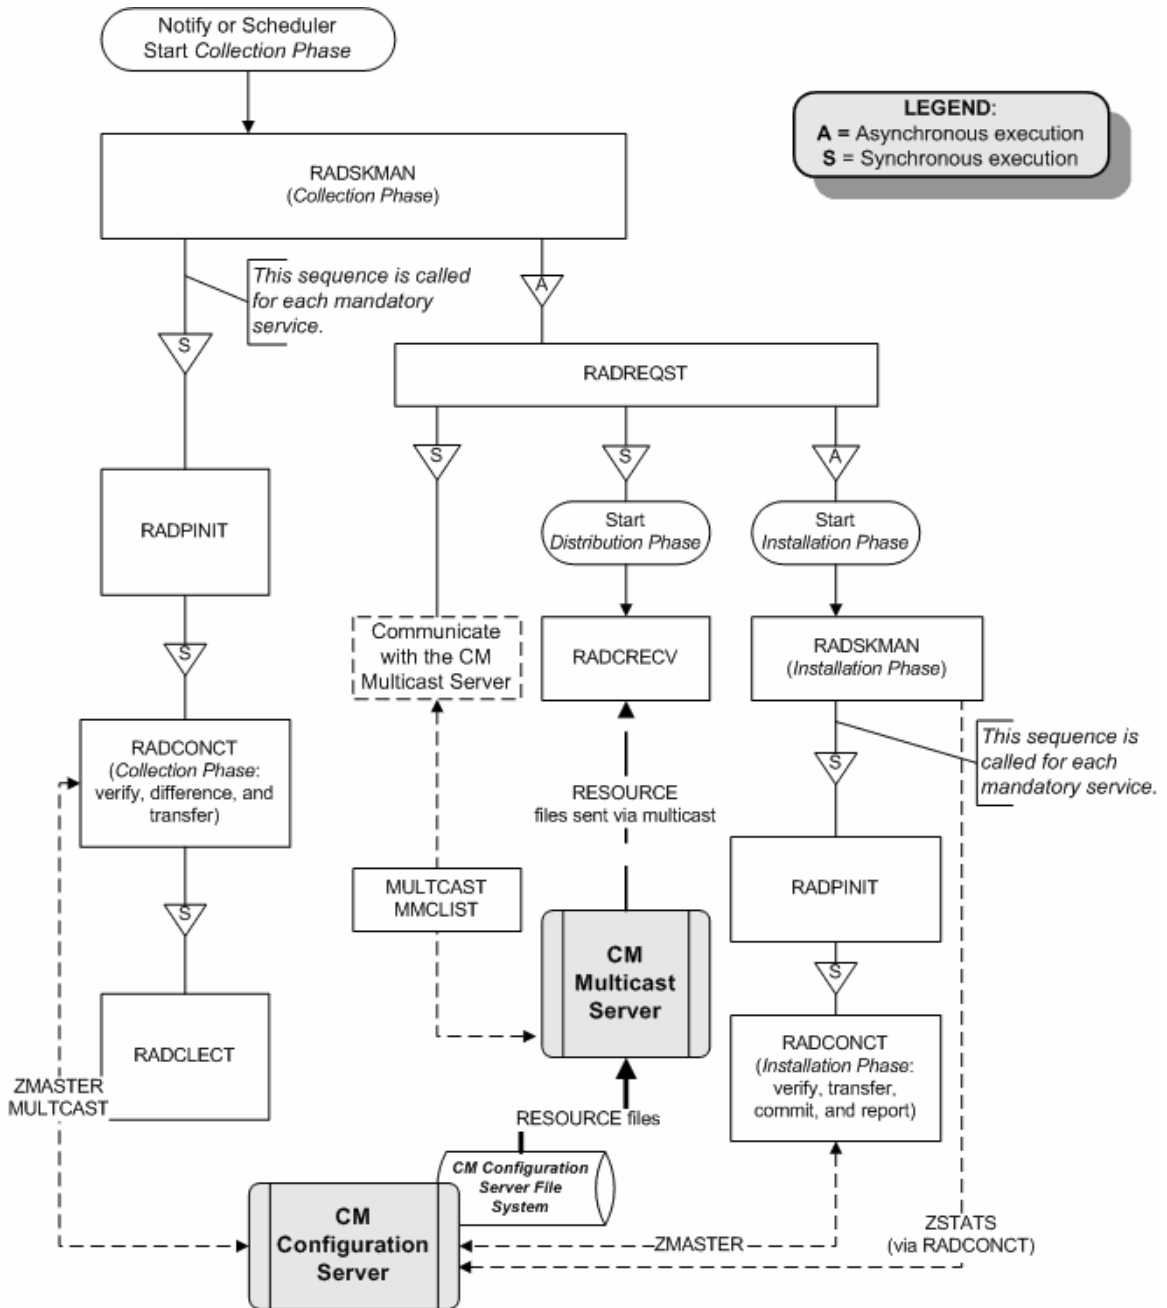 Notify or Scheduler
Start Collection Phase
LEGEND:
A = Asynchronous execution
S = Synchronous execution
RADSKMAN
(Collection Phase)
This sequence is called
for each mandatory
service.
A
S
RADREQST
S
S
A
RADPINIT
Start
Distribution Phase
Start
Installation Phase
Communicate
with the CM
Multicast Server
RADCRECV
RADSKMAN
(Installation Phase)
S
RADCONCT
(Collection Phase:
verify, difference, and
transfer)
This sequence is
called for each
mandatory service.
S
RESOURCE
files sent via multicast
MULTCAST
MMCLIST
RADPINIT
S
CM
Multicast
Server
S
RADCLECT
RADCONCT
(Installation Phase:
verify, transfer,
commit, and report)
ZMASTER
MULTCAST
RESOURCE files
CM Configuration
Server File
System
CM
Configuration
Server
ZMASTER
ZSTATS
(via RADCONCT)